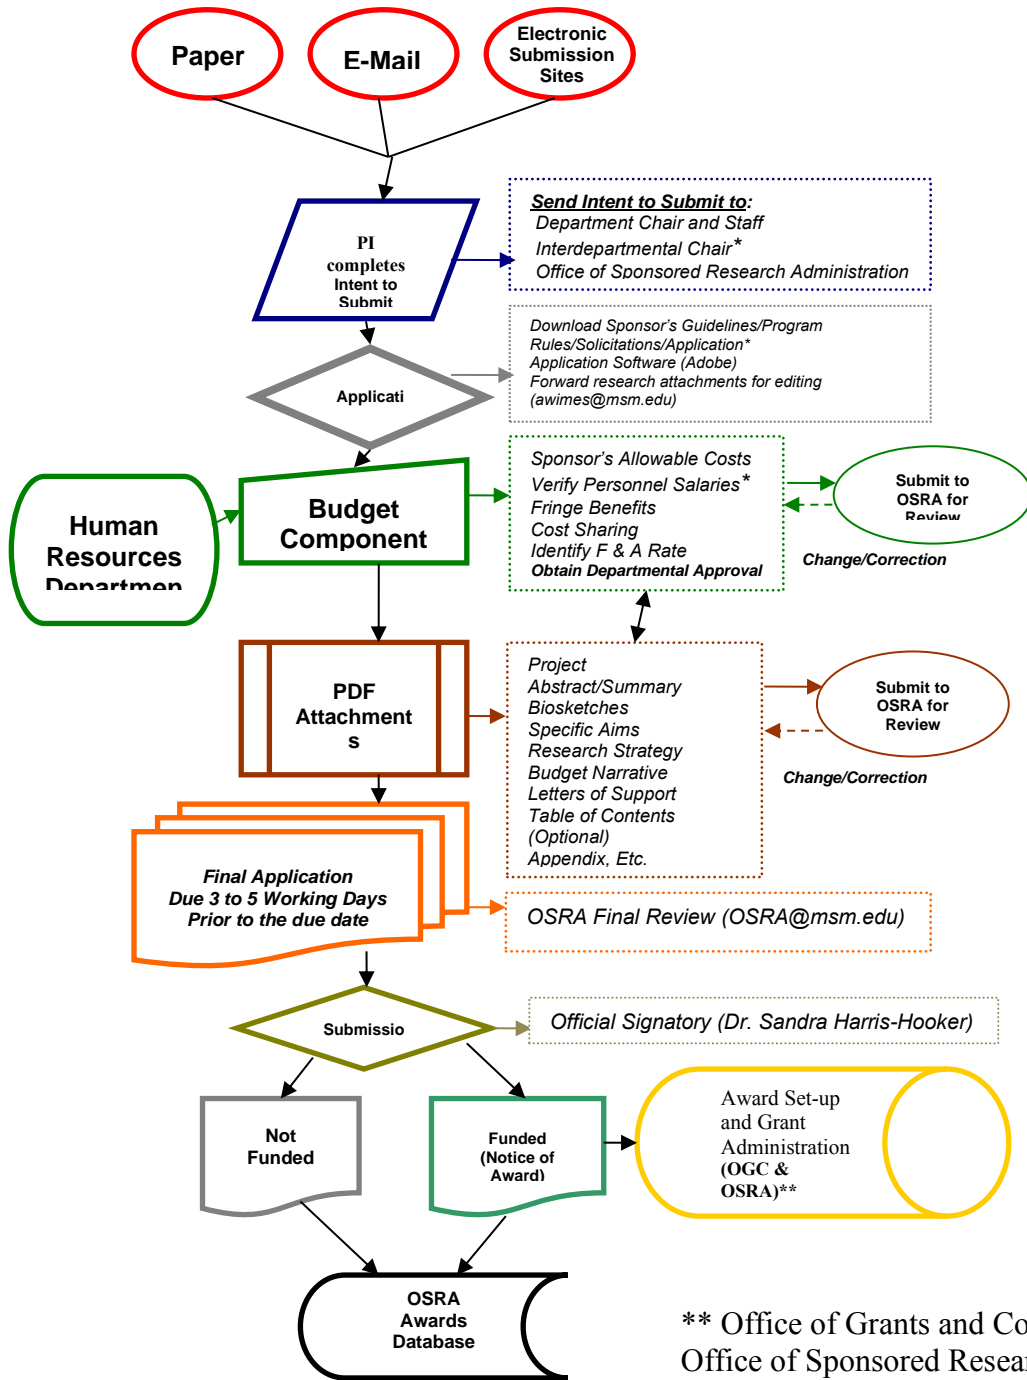 Paper
E-Mail
Electronic
Submission
Sites
PI
completes
Intent to
Submit
Send Intent to Submit to:
Department Chair and Staff
Interdepartmental Chair*
Office of Sponsored Research Administration
Applicati
Download Sponsor's Guidelines/Program
Rules/Solicitations/Application*
Application Software (Adobe)
Forward research attachments for editing
(awimes@msm.edu)
Human
Resources
Departmen
Budget
Component
Sponsor's Allowable Costs
Verify Personnel Salaries*
Fringe Benefits
Cost Sharing
Identify F & A Rate
Obtain Departmental Approval
Submit to
OSRA for
Review
Change/Correction
PDF
Attachment
s
Project
Abstract/Summary
Biosketches
Specific Aims
Research Strategy
Budget Narrative
Letters of Support
Table of Contents
(Optional)
Appendix, Etc.
Submit to
OSRA for
Review
Change/Correction
Final Application
Due 3 to 5 Working Days
Prior to the due date
OSRA Final Review (OSRA@msm.edu)
Submissio
Official Signatory (Dr. Sandra Harris-Hooker)
Not
Funded
Funded
(Notice of
Award)
Award Set-up
and Grant
Administration
(OGC &
OSRA)**
OSRA
Awards
Database
** Office of Grants and Co
Office of Sponsored Resear